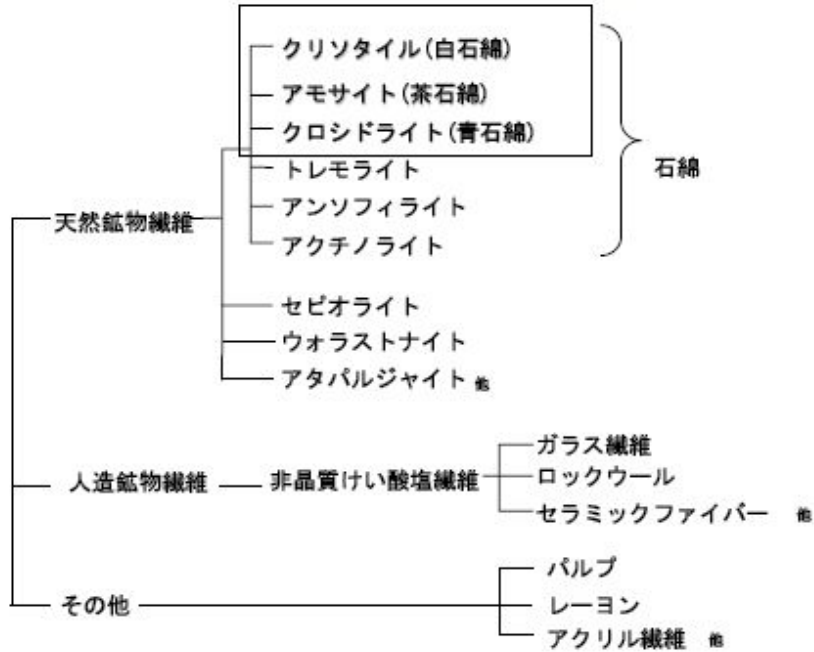 クリソタイル(白石綿)
アモサイト(茶石綿)
クロシドライト(青石綿)
トレモライト
石綿
アンソフィライト
天然鉱物繊維
アクチノライト
セピオライト
ウォラストナイト
アタパルジャイト 他
ガラス繊維
人造鉱物繊維
非晶質けい酸塩繊維
ロックウール
セラミックファイバー 他
パルプ
その他
レーヨン
アクリル繊維 他